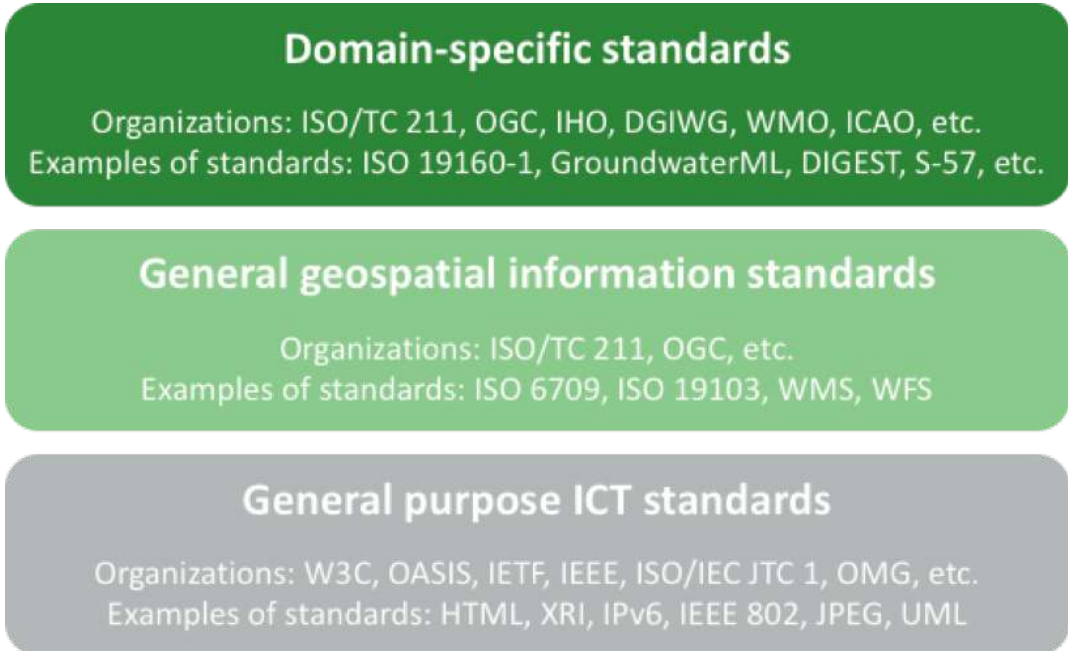 Domain-specific standards
Organizations: ISO/TC 211, OGC, IHO, DGIWG, WMO, ICAO, etc.
Examples of standards: ISO 19160-1, GroundwaterML, DIGEST, S-57, etc.
General geospatial information standards
Organizations: ISO/TC 211, OGC, etc.
Examples of standards: ISO 6709, ISO 19103, WMS, WFS
General purpose ICT standards
Organizations: W3C, OASIS, IETF, IEEE, ISO/IEC JTC 1, OMG, etc.
Examples of standards: HTML, XRI, IPv6, IEEE 802, JPEG, UML